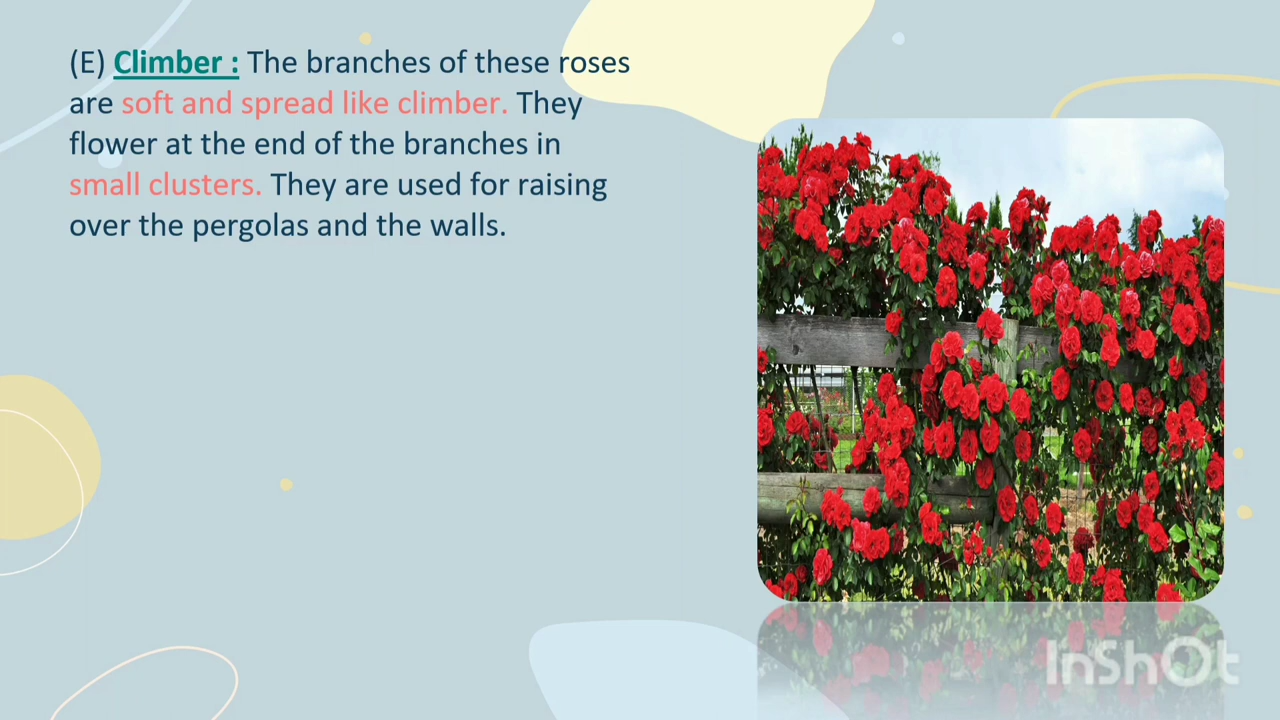 (E) Climber : The branches of these roses
are soft and spread like climber. They
flower at the end of the branches in
small clusters. They are used for raising
over the pergolas and the walls.
InShOt